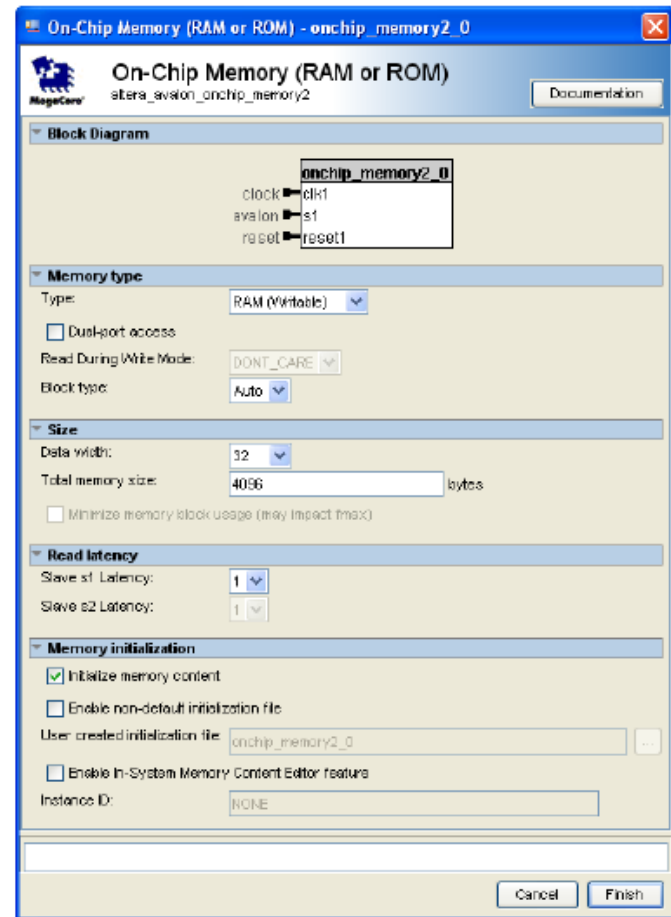 On-Chip Memory (RAM or ROM) - onchip_memory2_0
MegaCore'
On-Chip Memory (RAM or ROM)
altera_avalon_onchip_memory2
Documentation
Block Diagram
onchip_memory2_0
clock clk1
avalon s1
reset reset1
Memory type
Type: RAM (Writable)
Dual-port access
Read During Write Mode: DONT_CARE
Block type: Auto
Size
Data width: 32
Total memory size: 4096 bytes
Minimize memory block usage (may impact fmax)
Read latency
Slave s1 Latency: 1
Slave s2 Latency: 1
Memory initialization
Initialize memory content
Enable non-default initialization file
User created initialization file: onchip_memory2_0 ...
Enable In-System Memory Content Editor feature
Instance ID: NONE
Cancel Finish